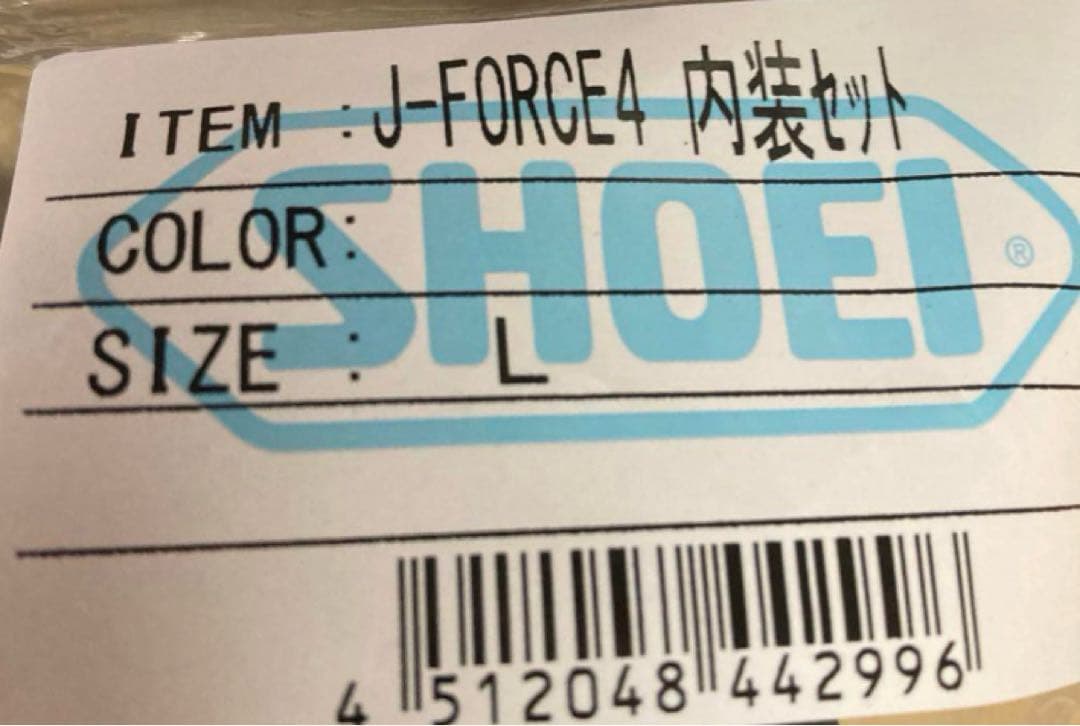 ITEM : J-FORCE4 内装ｾｯﾄ
SHOEI ®
COLOR:
SIZE : L
4 512048 442996